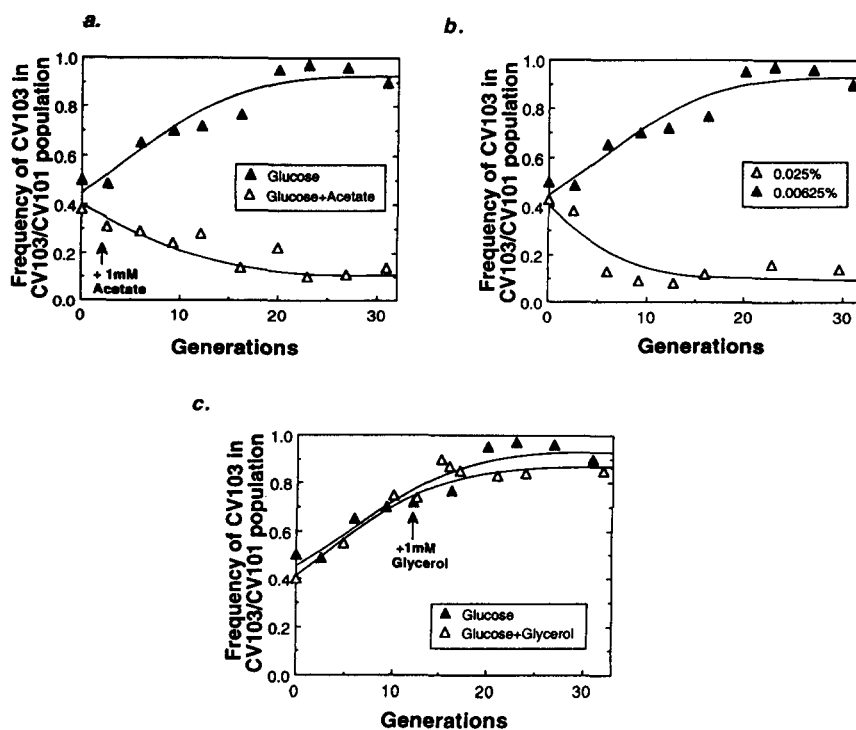 a.
Frequency of CV103 in
CV103/CV101 population
1.0
0.8
0.6
0.4
0.2
0.0
▲ Glucose
△ Glucose+Acetate
+ 1mM
Acetate
0 10 20 30
Generations
b.
Frequency of CV103 in
CV103/CV101 population
1.0
0.8
0.6
0.4
0.2
0.0
△ 0.025%
▲ 0.00625%
0 10 20 30
Generations
c.
Frequency of CV103 in
CV103/CV101 population
1.0
0.8
0.6
0.4
0.2
0.0
+1mM
Glycerol
▲ Glucose
△ Glucose+Glycerol
0 10 20 30
Generations